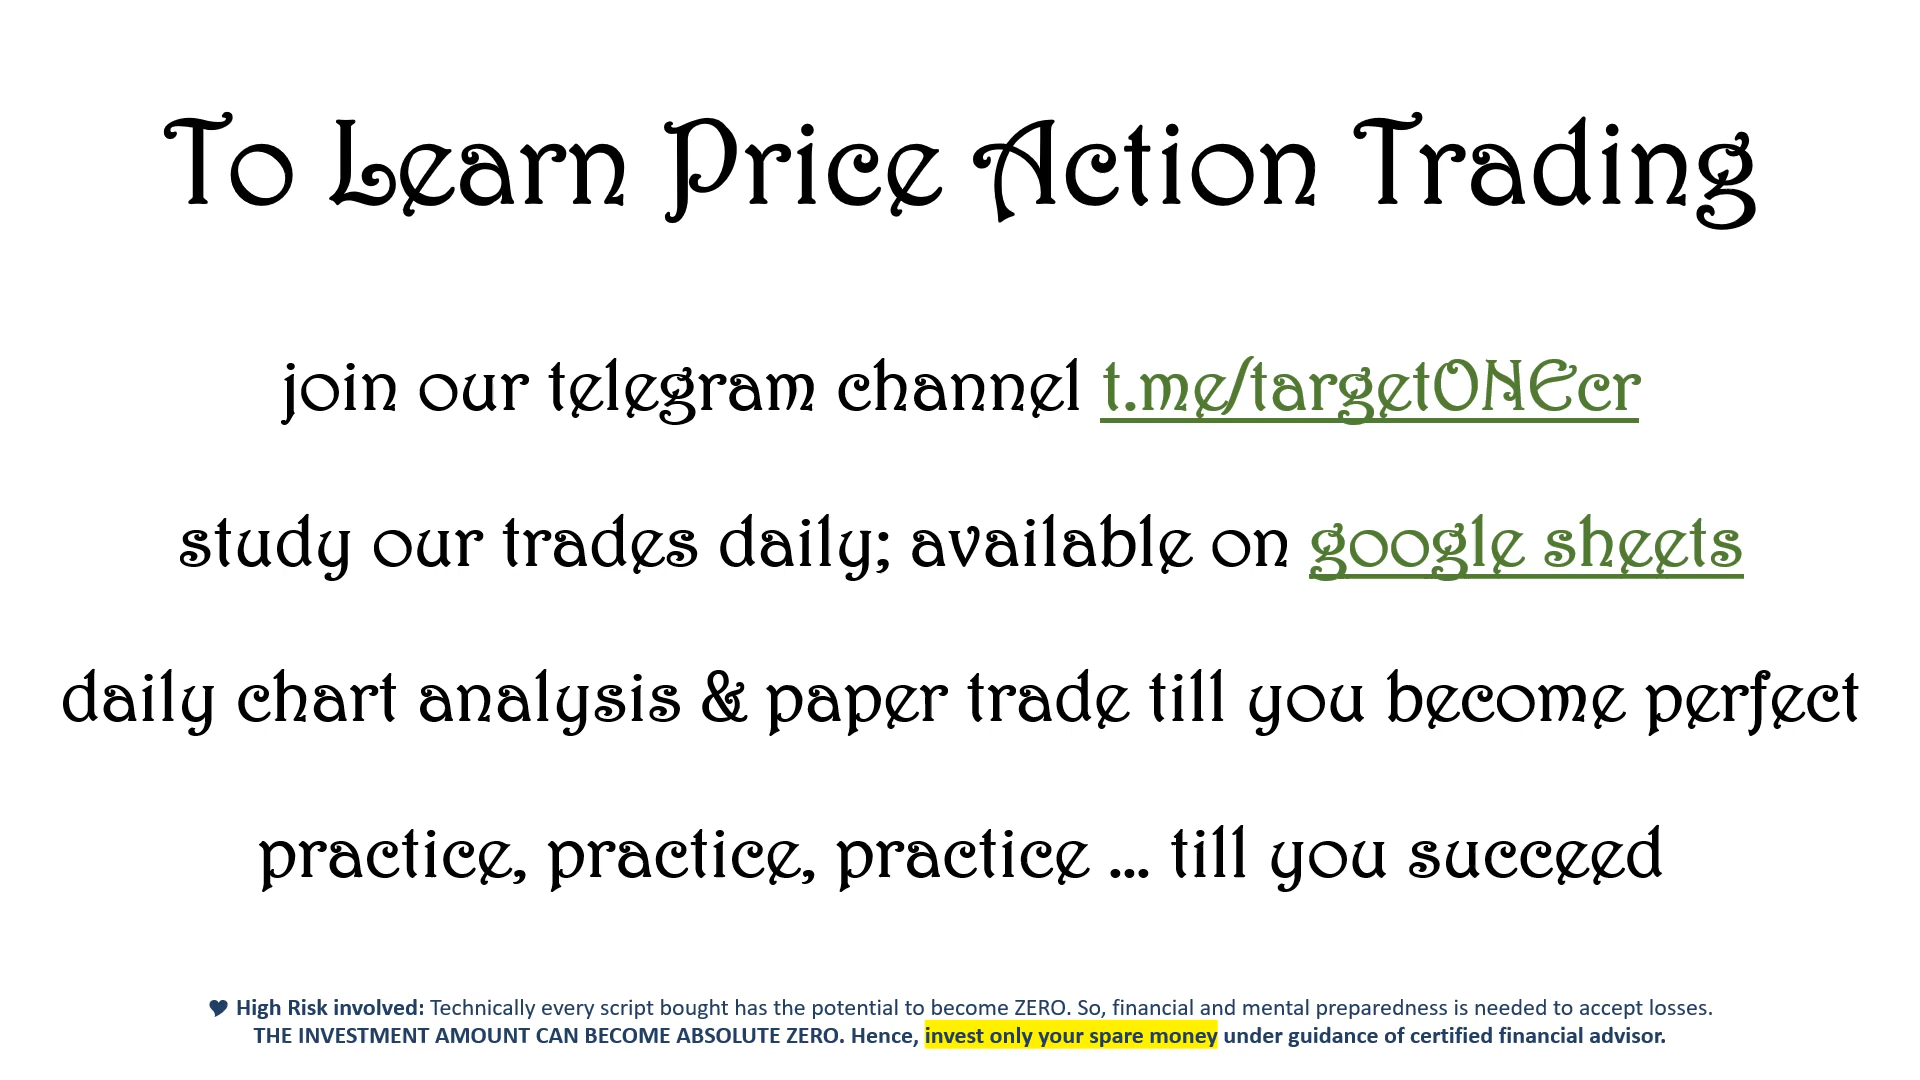 To Learn Price Action Trading
join our telegram channel t.me/targetONEcr
study our trades daily; available on google sheets
daily chart analysis & paper trade till you become perfect
practice, practice, practice ... till you succeed
♥ High Risk involved: Technically every script bought has the potential to become ZERO. So, financial and mental preparedness is needed to accept losses.
THE INVESTMENT AMOUNT CAN BECOME ABSOLUTE ZERO. Hence, invest only your spare money under guidance of certified financial advisor.